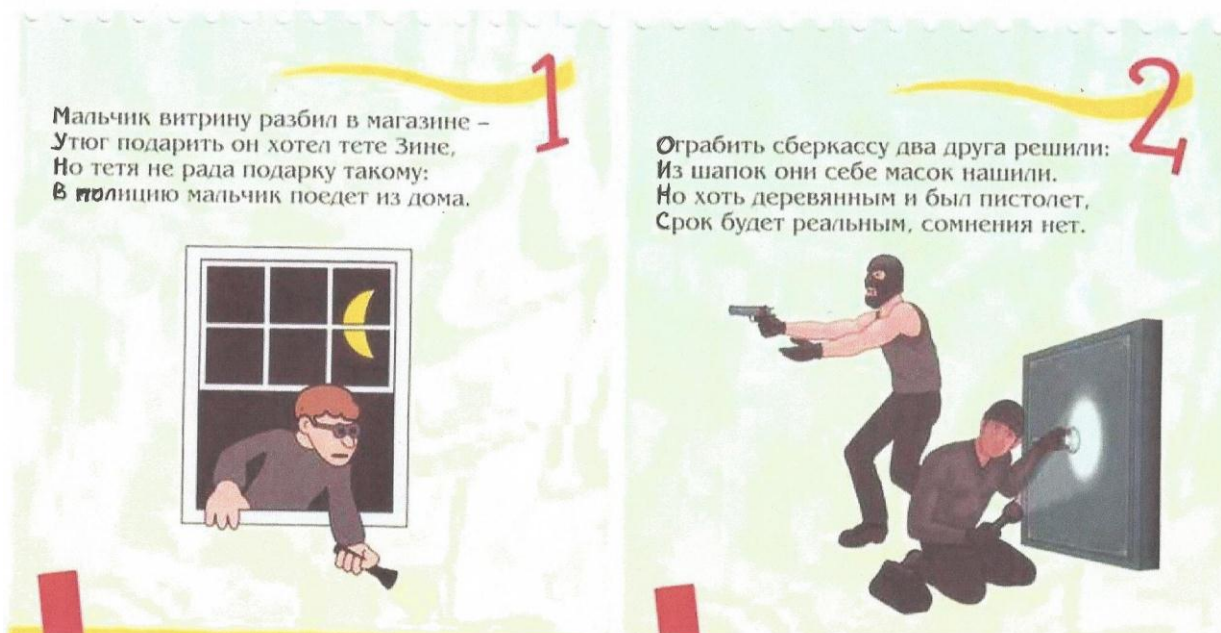 1
Мальчик витрину разбил в магазине –
Утюг подарить он хотел тете Зине,
Но тетя не рада подарку такому:
В полицию мальчик поедет из дома.
2
Ограбить сберкассу два друга решили:
Из шапок они себе масок нашили.
Но хоть деревянным и был пистолет,
Срок будет реальным, сомнения нет.